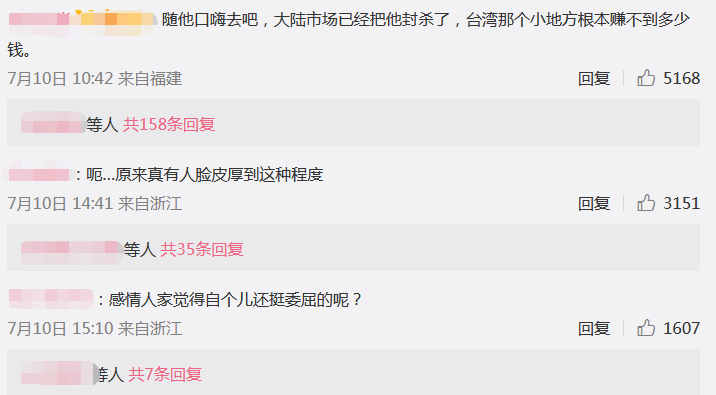 随他口嗨去吧，大陆市场已经把他封杀了，台湾那个小地方根本赚不到多少
钱。
7月10日 10:42 来自福建 回复 5168
等人 共158条回复
：呃...原来真有人脸皮厚到这种程度
7月10日 14:41 来自浙江 回复 3151
等人 共35条回复
：感情人家觉得自个儿还挺委屈的呢？
7月10日 15:10 来自浙江 回复 1607
等人 共7条回复